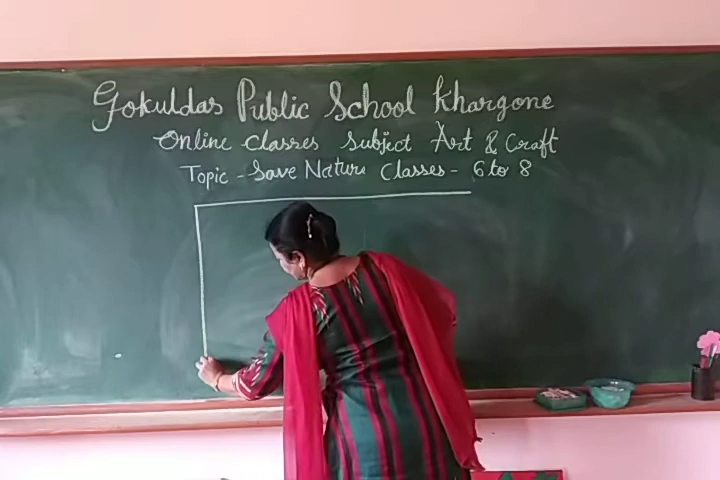 Gokuldas Public School Khargone
Online Classes Subject Art & Craft
Topic - Save Nature Classes - 6 to 8